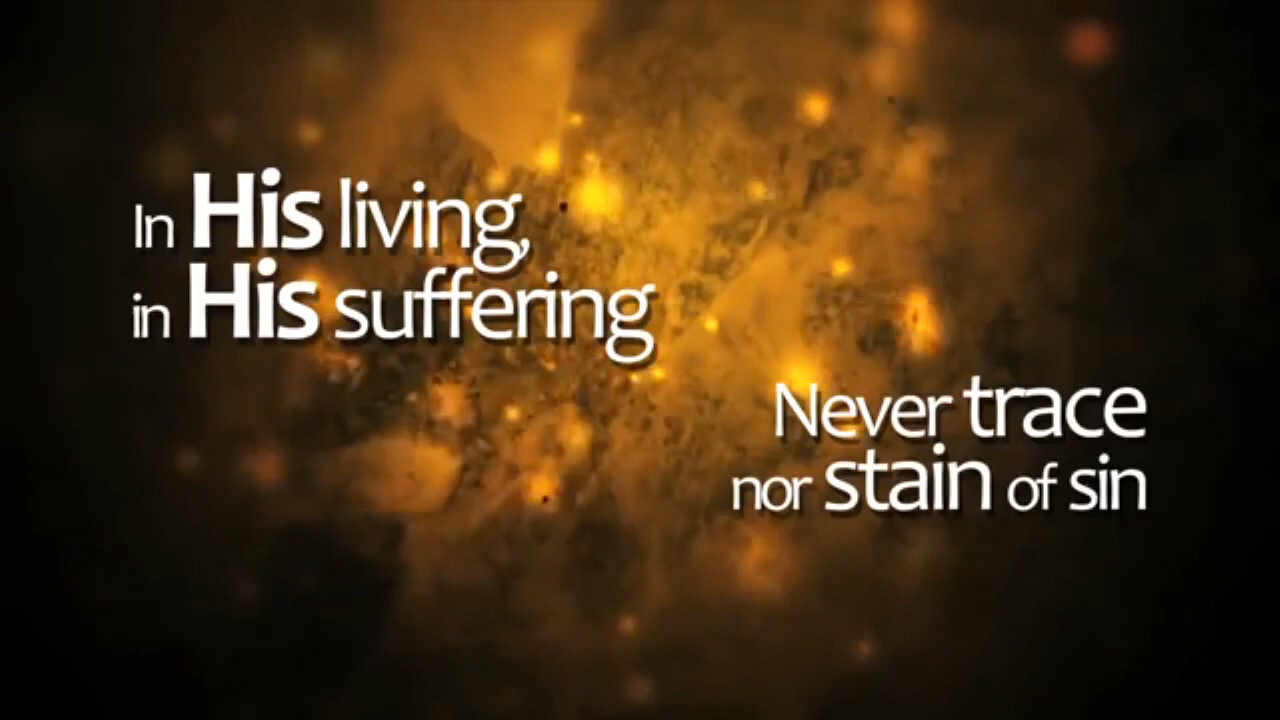 In His living,
in His suffering
Never trace
nor stain of sin